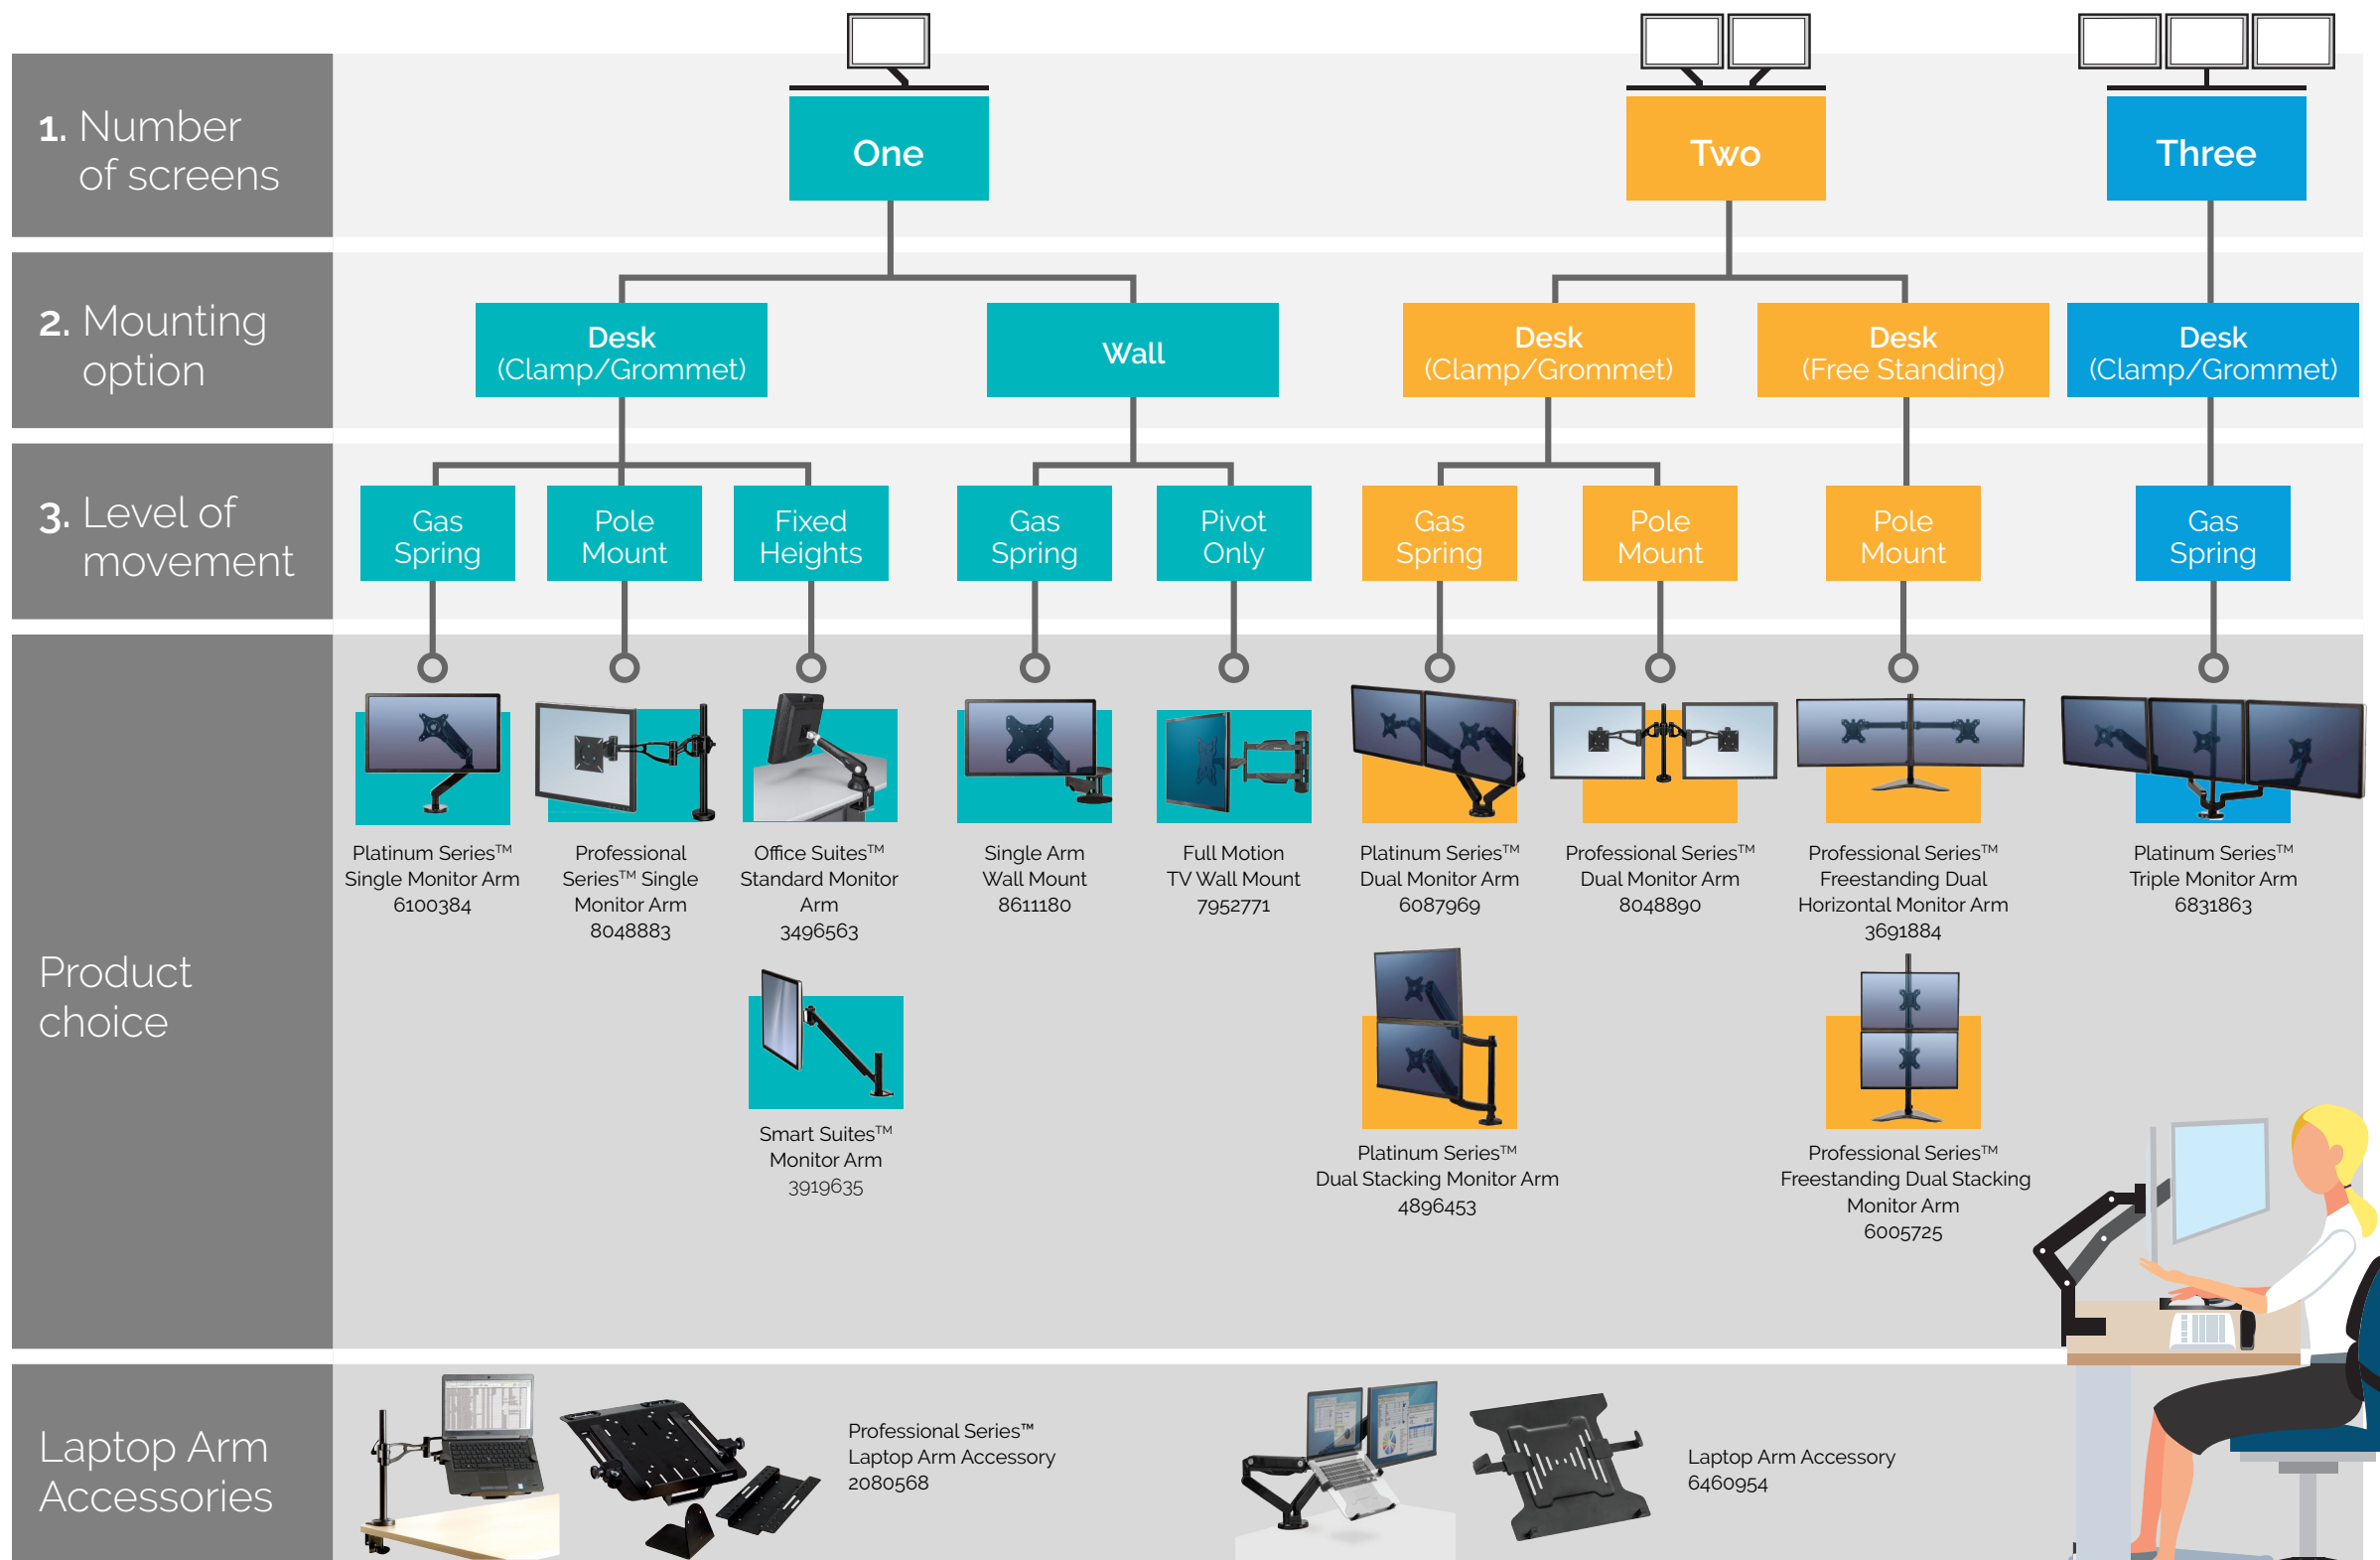 1. Number
of screens
One
Two
Three
2. Mounting
option
Desk
(Clamp/Grommet)
Wall
Desk
(Clamp/Grommet)
Desk
(Free Standing)
Desk
(Clamp/Grommet)
3. Level of
movement
Gas
Spring
Pole
Mount
Fixed
Heights
Gas
Spring
Pivot
Only
Gas
Spring
Pole
Mount
Pole
Mount
Gas
Spring
Product
choice
Platinum Series™
Single Monitor Arm
6100384
Professional
Series™ Single
Monitor Arm
8048883
Office Suites™
Standard Monitor
Arm
3496563
Single Arm
Wall Mount
8611180
Full Motion
TV Wall Mount
7952771
Platinum Series™
Dual Monitor Arm
6087969
Professional Series™
Dual Monitor Arm
8048890
Professional Series™
Freestanding Dual
Horizontal Monitor Arm
3691884
Platinum Series™
Triple Monitor Arm
6831863
Smart Suites™
Monitor Arm
3919635
Platinum Series™
Dual Stacking Monitor Arm
4896453
Professional Series™
Freestanding Dual Stacking
Monitor Arm
6005725
Laptop Arm
Accessories
Professional Series™
Laptop Arm Accessory
2080568
Laptop Arm Accessory
6460954